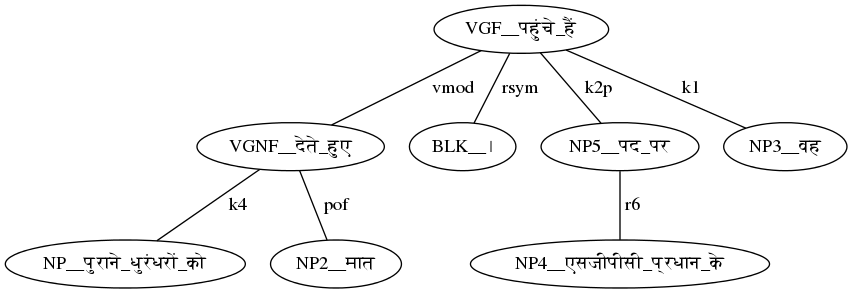 VGF__पहुंचे_हैं
vmod rsym k2p k1
VGNF__देते_हुए BLK__। NP5__पद_पर NP3__वह
k4 pof r6
NP__पुराने_धुरंधरों_को NP2__मात NP4__एसजीपीसी_प्रधान_के